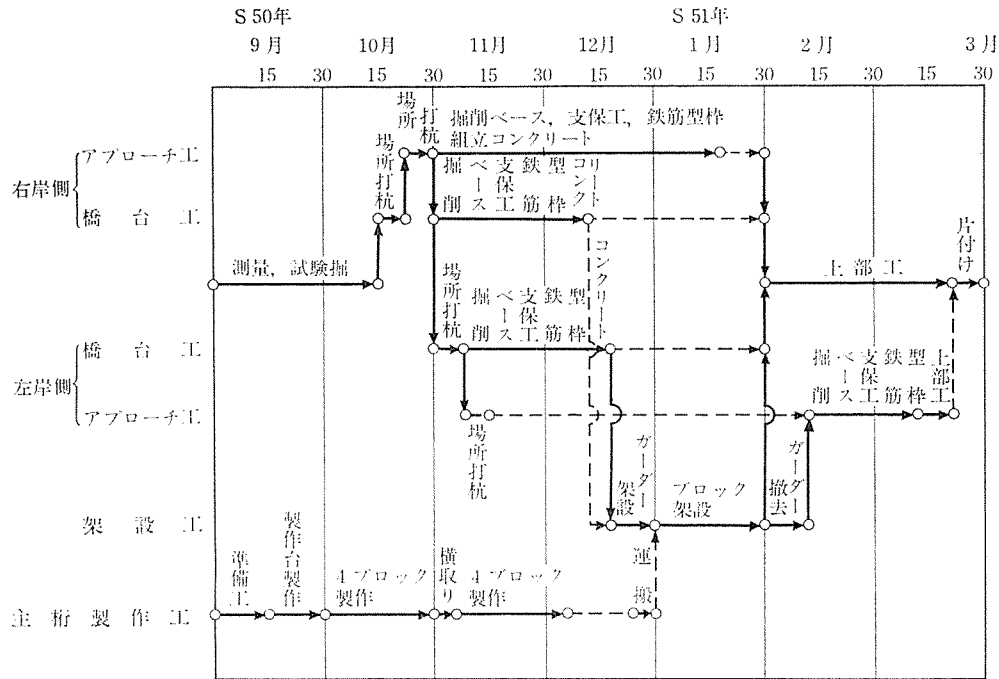 S 50年
S 51年
9月
10月
11月
12月
1月
2月
3月
15
30
15
30
15
30
15
30
15
30
15
30
15
30
右岸側
アプローチ工
場所打杭
場所打杭
掘削ベース,支保工,鉄筋型枠
組立コンクリート
橋台工
掘削ベース支保工鉄筋型枠
コンクリート
測量,試験掘
上部工
片付け
左岸側
橋台工
場所打杭
掘削ベース支保工鉄筋型枠
コンクリート
アプローチ工
場所打杭
掘削ベース支保工鉄筋型枠
上部工
架設工
ガーダー架設
ブロック
架設
ガーダー撤去
主桁製作工
準備工
製作台製作
4ブロック
製作
横取り
4ブロック
製作
運搬